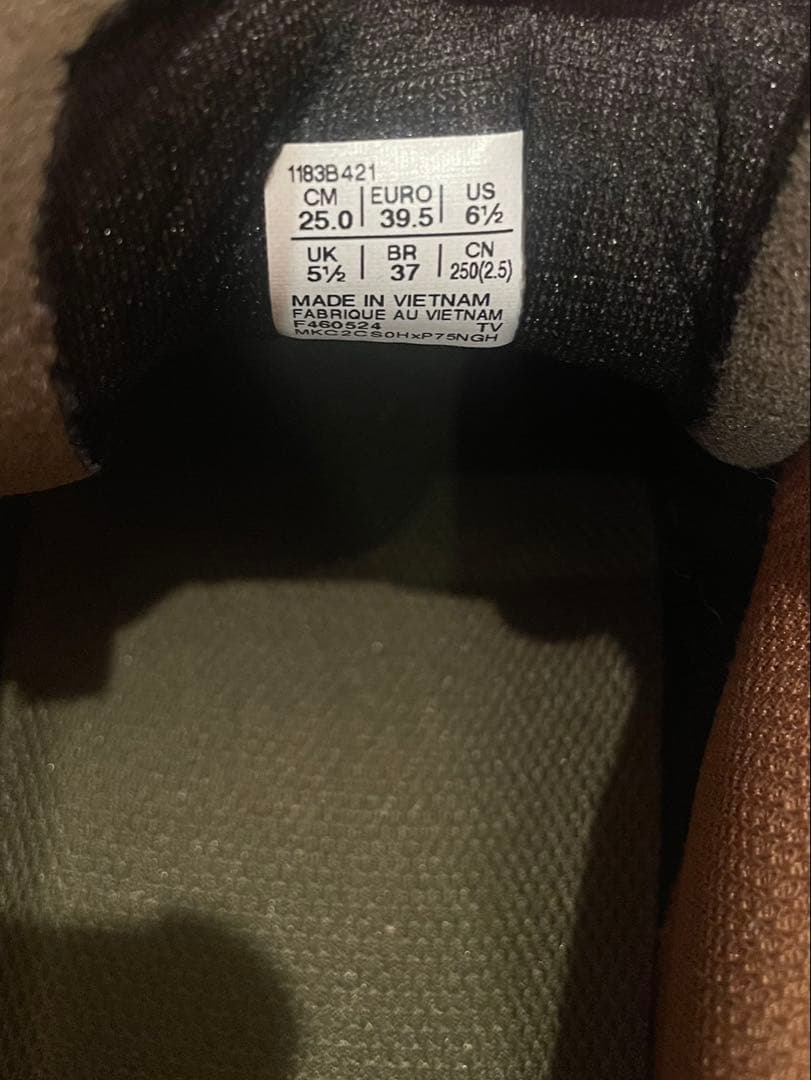 1183B421
CM EURO US
25.0 39.5 6½
UK BR CN
5½ 37 250(2.5)
MADE IN VIETNAM
FABRIQUE AU VIETNAM
F460524 TV
MKC2CS0HxP75NGH